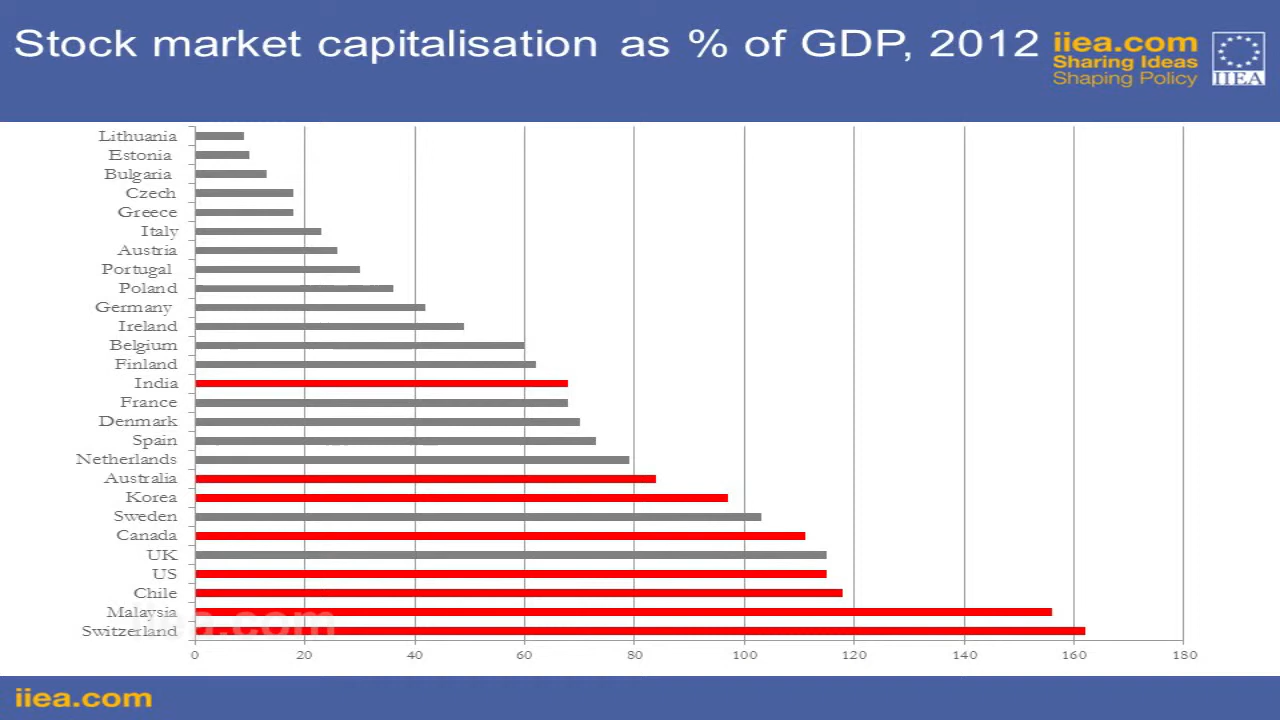 Stock market capitalisation as % of GDP, 2012
iiea.com
Sharing Ideas
Shaping Policy
IIEA
Lithuania
Estonia
Bulgaria
Czech
Greece
Italy
Austria
Portugal
Poland
Germany
Ireland
Belgium
Finland
India
France
Denmark
Spain
Netherlands
Australia
Korea
Sweden
Canada
UK
US
Chile
Malaysia
Switzerland
0 20 40 60 80 100 120 140 160 180
iiea.com